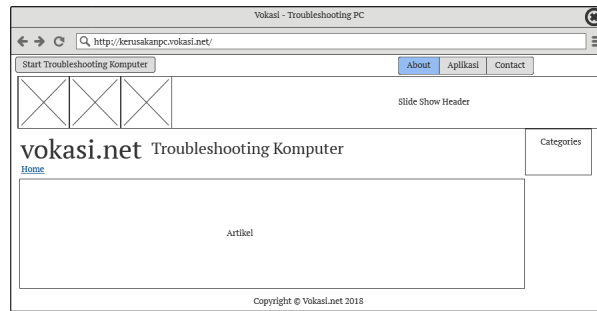 Vokasi - Troubleshooting PC
http://kerusakanpc.vokasi.net/
Start Troubleshooting Komputer
About Aplikasi Contact
Slide Show Header
vokasi.net Troubleshooting Komputer
Categories
Home
Artikel
Copyright © Vokasi.net 2018